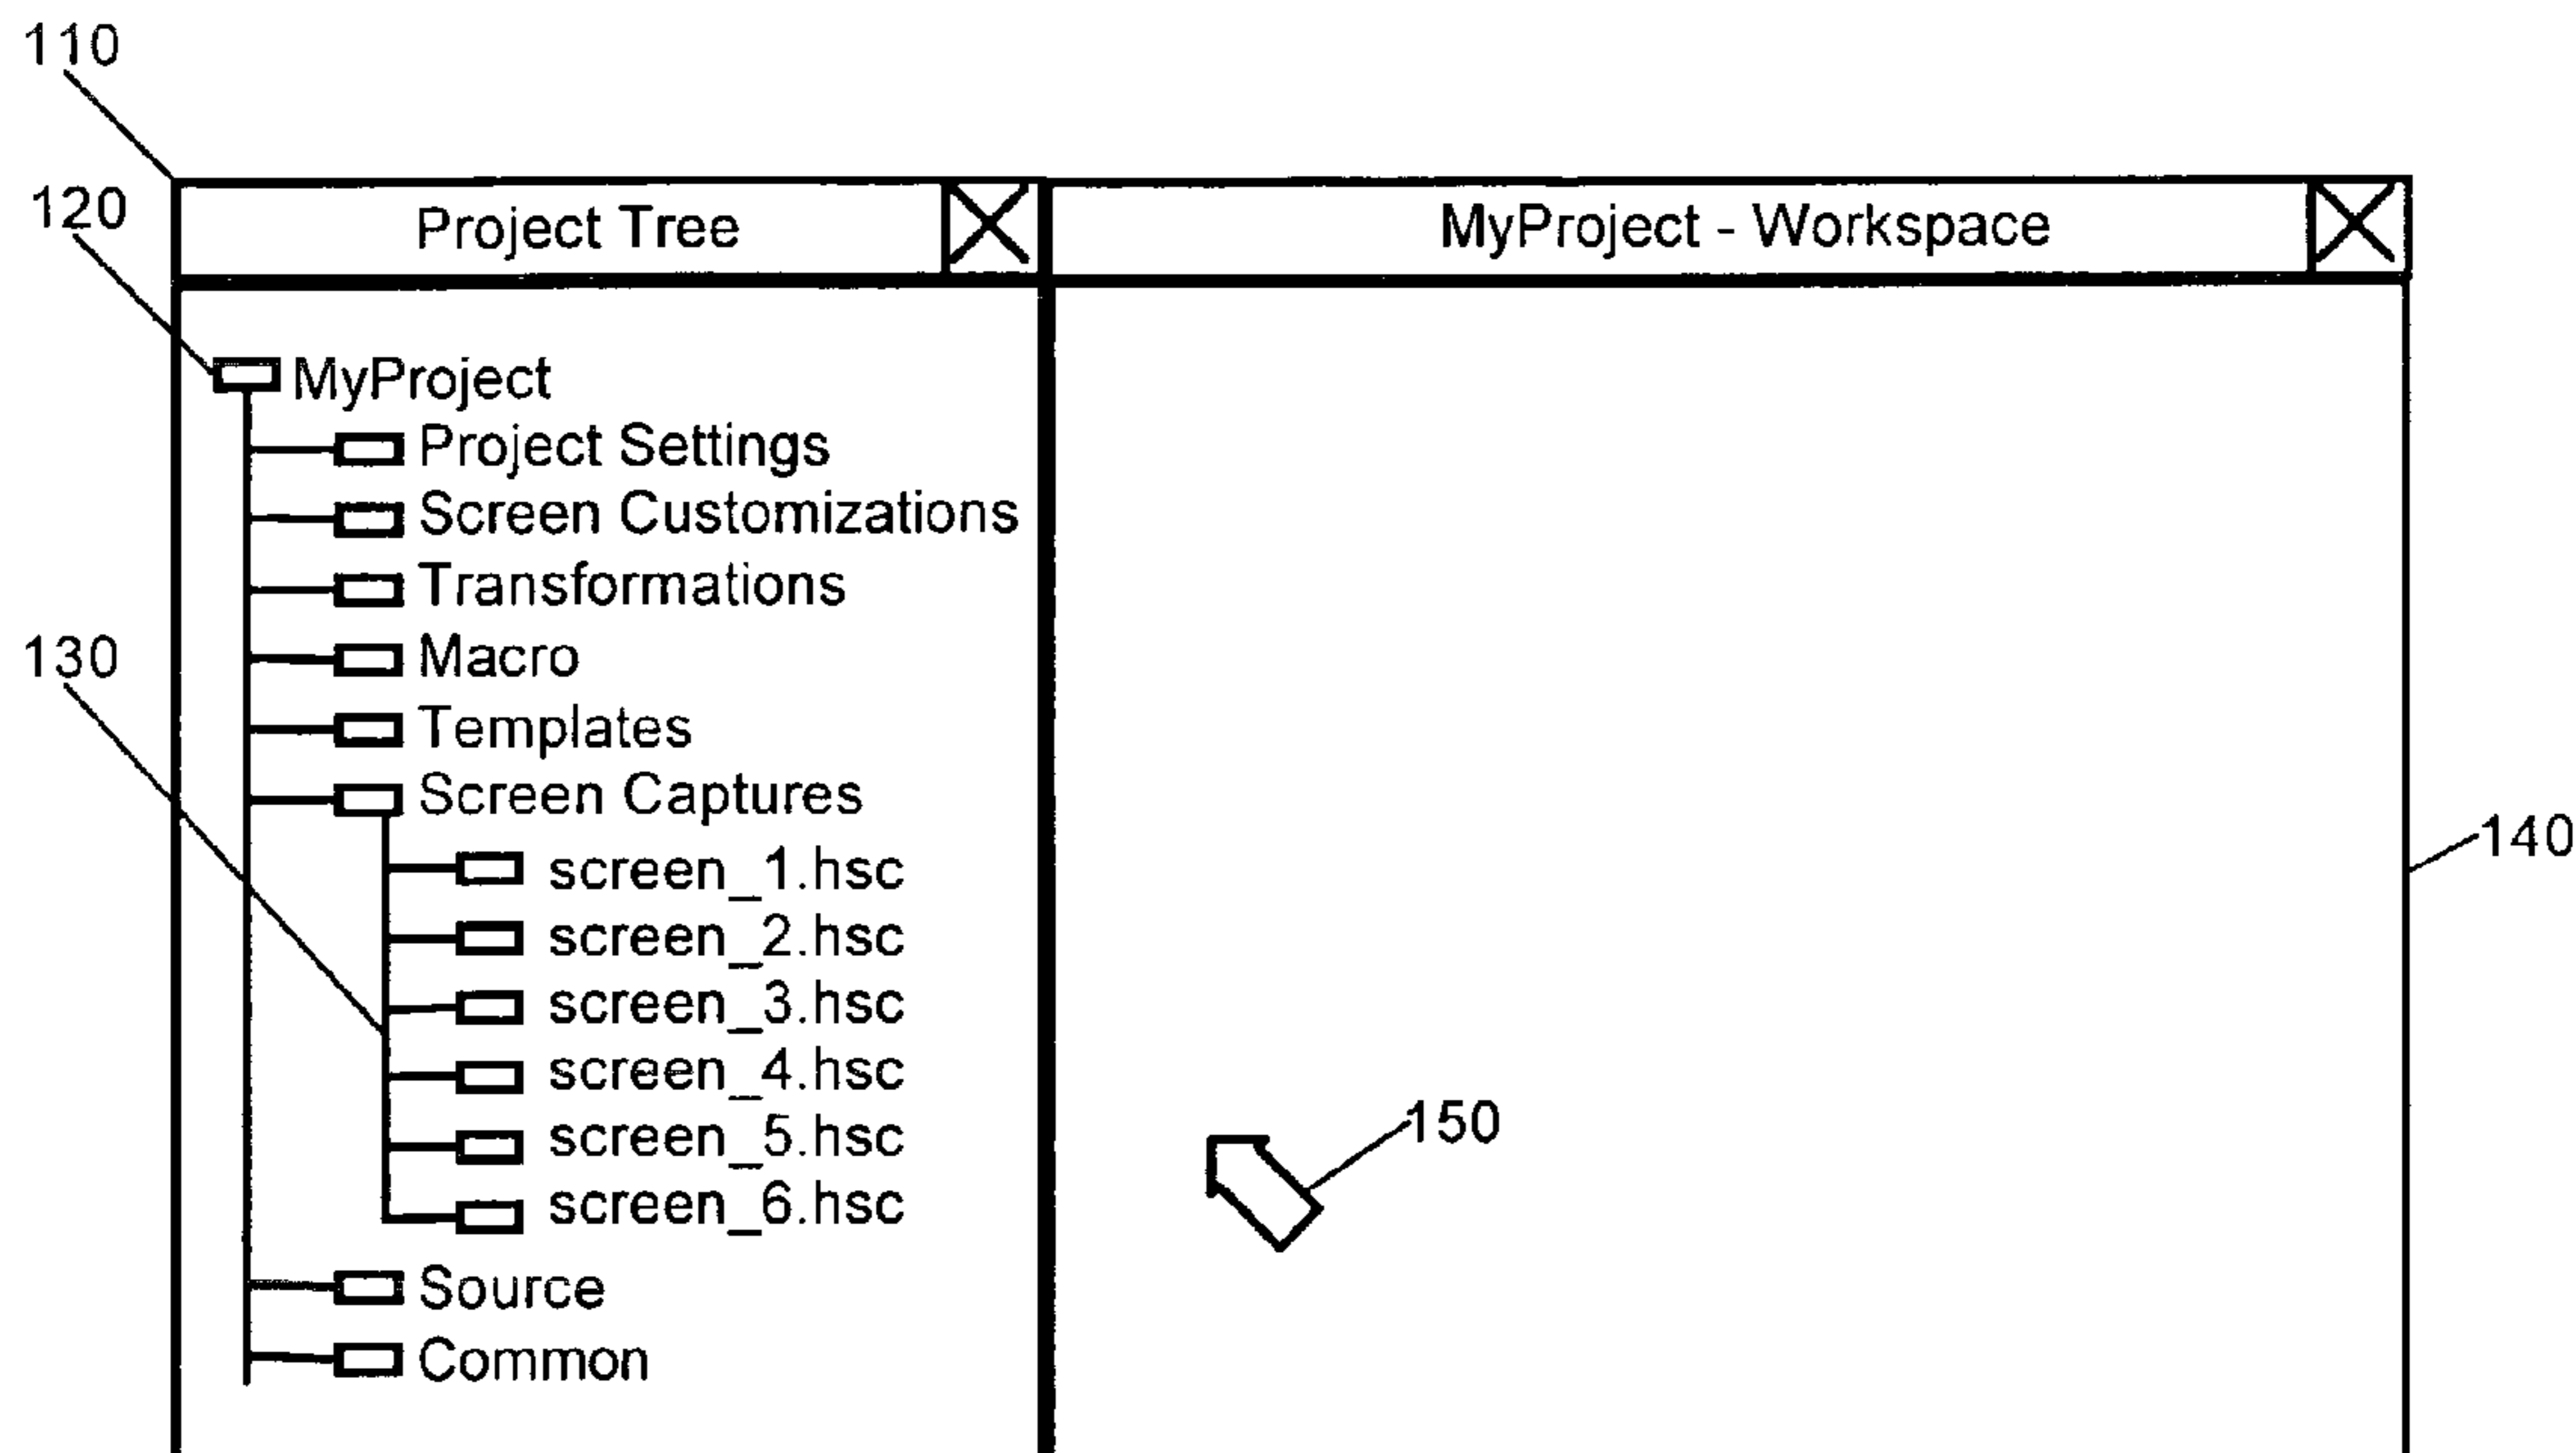 110
120
Project Tree
MyProject - Workspace
MyProject
Project Settings
Screen Customizations
Transformations
130
Macro
Templates
Screen Captures
140
screen_1.hsc
screen_2.hsc
screen_3.hsc
screen_4.hsc
150
screen_5.hsc
screen_6.hsc
Source
Common